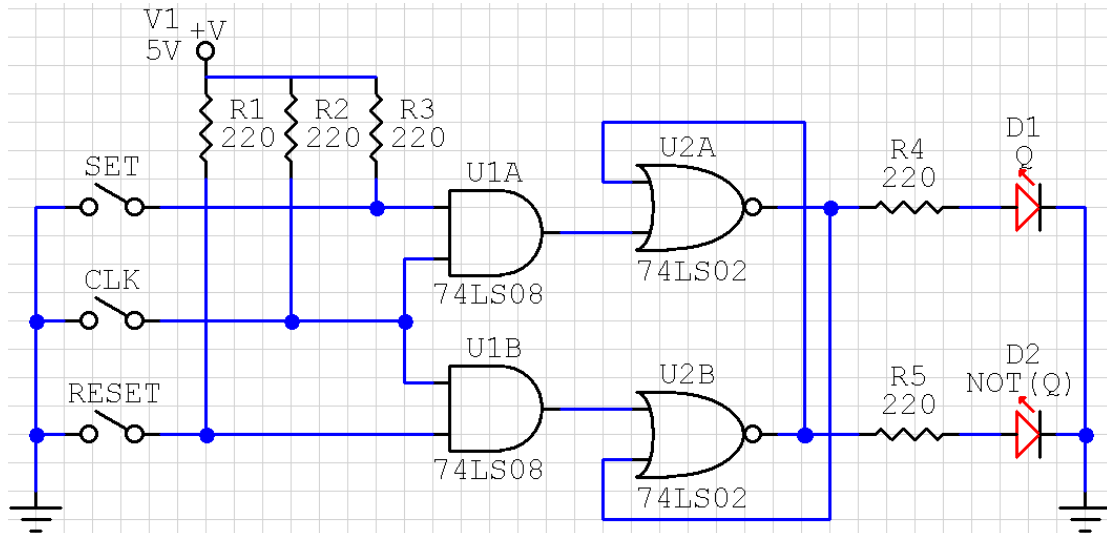 V1
+V
5V
R1
220
R2
220
R3
220
SET
CLK
RESET
U1A
74LS08
U1B
74LS08
U2A
74LS02
U2B
74LS02
R4
220
R5
220
D1
Q
D2
NOT(Q)